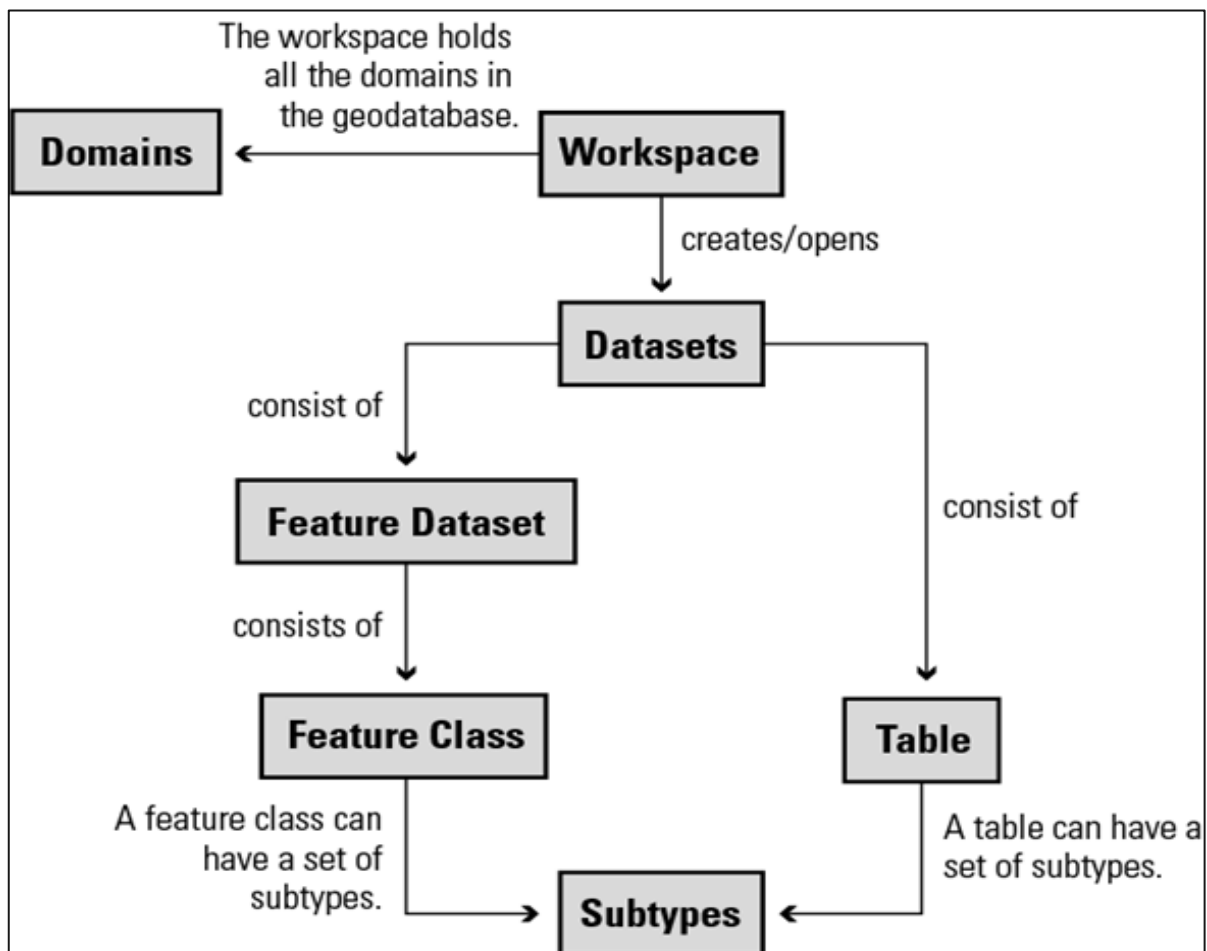 The workspace holds
all the domains in
the geodatabase.
Domains
Workspace
creates/opens
Datasets
consist of
Feature Dataset
consist of
consists of
Feature Class
Table
A feature class can
have a set of
subtypes.
A table can have a
set of subtypes.
Subtypes